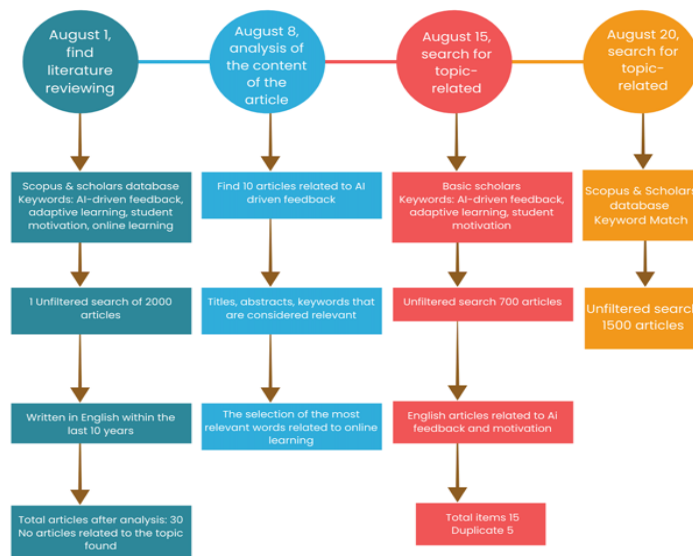 August 1,
find
literature
reviewing
August 8,
analysis of
the content
of the
article
August 15,
search for
topic-
related
August 20,
search for
topic-
related
Scopus & scholars database
Keywords: AI-driven feedback,
adaptive learning, student
motivation, online learning
Find 10 articles related to AI
driven feedback
Basic scholars
Keywords: AI-driven feedback,
adaptive learning, student
motivation
Scopus & Scholars
database
Keyword Match
1 Unfiltered search of 2000
articles
Titles, abstracts, keywords that
are considered relevant
Unfiltered search 700 articles
Unfiltered search
1500 articles
Written in English within the
last 10 years
The selection of the most
relevant words related to online
learning
English articles related to Ai
feedback and motivation
Total articles after analysis: 30
No articles related to the topic
found
Total items 15
Duplicate 5